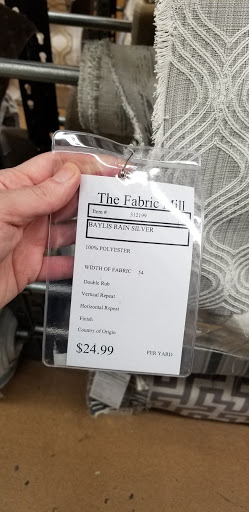 The Fabric Mill
Item # 512199
BAYLIS RAIN SILVER
100% POLYESTER
WIDTH OF FABRIC 54
Double Rub
Vertical Repeat
Horizontal Repeat
Finish
Country of Origin
$24.99 PER YARD